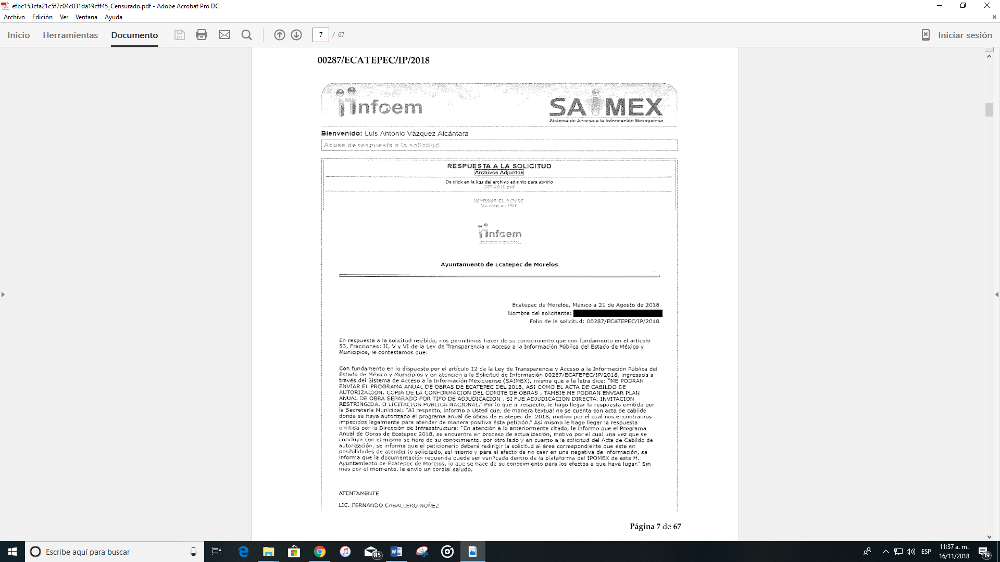 efbc153cfa21c5f7c04c031da19cff45_Censurado.pdf - Adobe Acrobat Pro DC
Archivo Edición Ver Ventana Ayuda
Inicio Herramientas Documento 7 / 67 Iniciar sesión
00287/ECATEPEC/IP/2018
infoem SAIMEX
Sistema de Acceso a la Información Mexiquense
Bienvenido: Luis Antonio Vázquez Alcántara
Acuse de respuesta a la solicitud
RESPUESTA A LA SOLICITUD
Archivos Adjuntos
De click en la liga del archivo adjunto para abrirlo
287-2018.pdf
IMPRIMIR EL ACUSE
Versión en PDF
infoem
Ayuntamiento de Ecatepec de Morelos
Ecatepec de Morelos, México a 21 de Agosto de 2018
Nombre del solicitante:
Folio de la solicitud: 00287/ECATEPEC/IP/2018
En respuesta a la solicitud recibida, nos permitimos hacer de su conocimiento que con fundamento en el artículo
53, Fracciones: II, V y VI de la Ley de Transparencia y Acceso a la Información Pública del Estado de México y
Municipios, le contestamos que:
Con fundamento en lo dispuesto por el artículo 12 de la Ley de Transparencia y Acceso a la Información Pública del
Estado de México y Municipios y en atención a la Solicitud de Información 00287/ECATEPEC/IP/2018, ingresada a
través del Sistema de Acceso a la Información Mexiquense (SAIMEX), misma que a la letra dice: "ME PODRAN
ENVIAR EL PROGRAMA ANUAL DE OBRAS DE ECATEPEC DEL 2018, ASI COMO EL ACTA DE CABILDO DE
AUTORIZACION, COPIA DE LA CONFORMACION DEL COMITE DE OBRAS , TAMBIE ME PODRAN ENVIAR PLAN
ANUAL DE OBRA SEPARADO POR TIPO DE ADJUDICACION , SI FUE ADJUDICACION DIRECTA, INVITACION
RESTRINGIDA, O LICITACION PUBLICA NACIONAL." Por lo que al respecto, le hago llegar la respuesta emitida por
la Secretaría Municipal: "Al respecto, informo a Usted que, de manera textual no se cuenta con acta de cabildo
donde se haya autorizado el programa anual de obras de ecatepec del 2018, motivo por el cual nos encontramos
impedidos legalmente para atender de manera positiva ésta petición." Así mismo le hago llegar la respuesta
emitida por la Dirección de Infraestructura: "En atención a lo anteriormente citado, le informo que el Programa
Anual de Obras de Ecatepec 2018, se encuentra en proceso de actualización, motivo por el cual una vez que se
concluya con el mismo se hará de su conocimiento, por otro lado y en cuanto a la solicitud del Acta de Cabildo de
autorización, se informa que el peticionario deberá redirigir la solicitud al área correspondiente que este en
posibilidades de atender lo solicitado, así mismo y para el efecto de no caer en una negativa de información, se
informa que la documentación requerida puede ser veri?cada dentro de la plataforma del IPOMEX de este H.
Ayuntamiento de Ecatepec de Morelos, lo que se hace de su conocimiento para los efectos a que haya lugar." Sin
más por el momento, le envío un cordial saludo.
ATENTAMENTE
LIC. FERNANDO CABALLERO NUÑEZ
Página 7 de 67
Escribe aquí para buscar 85 ESP 11:37 a. m. 19
16/11/2018